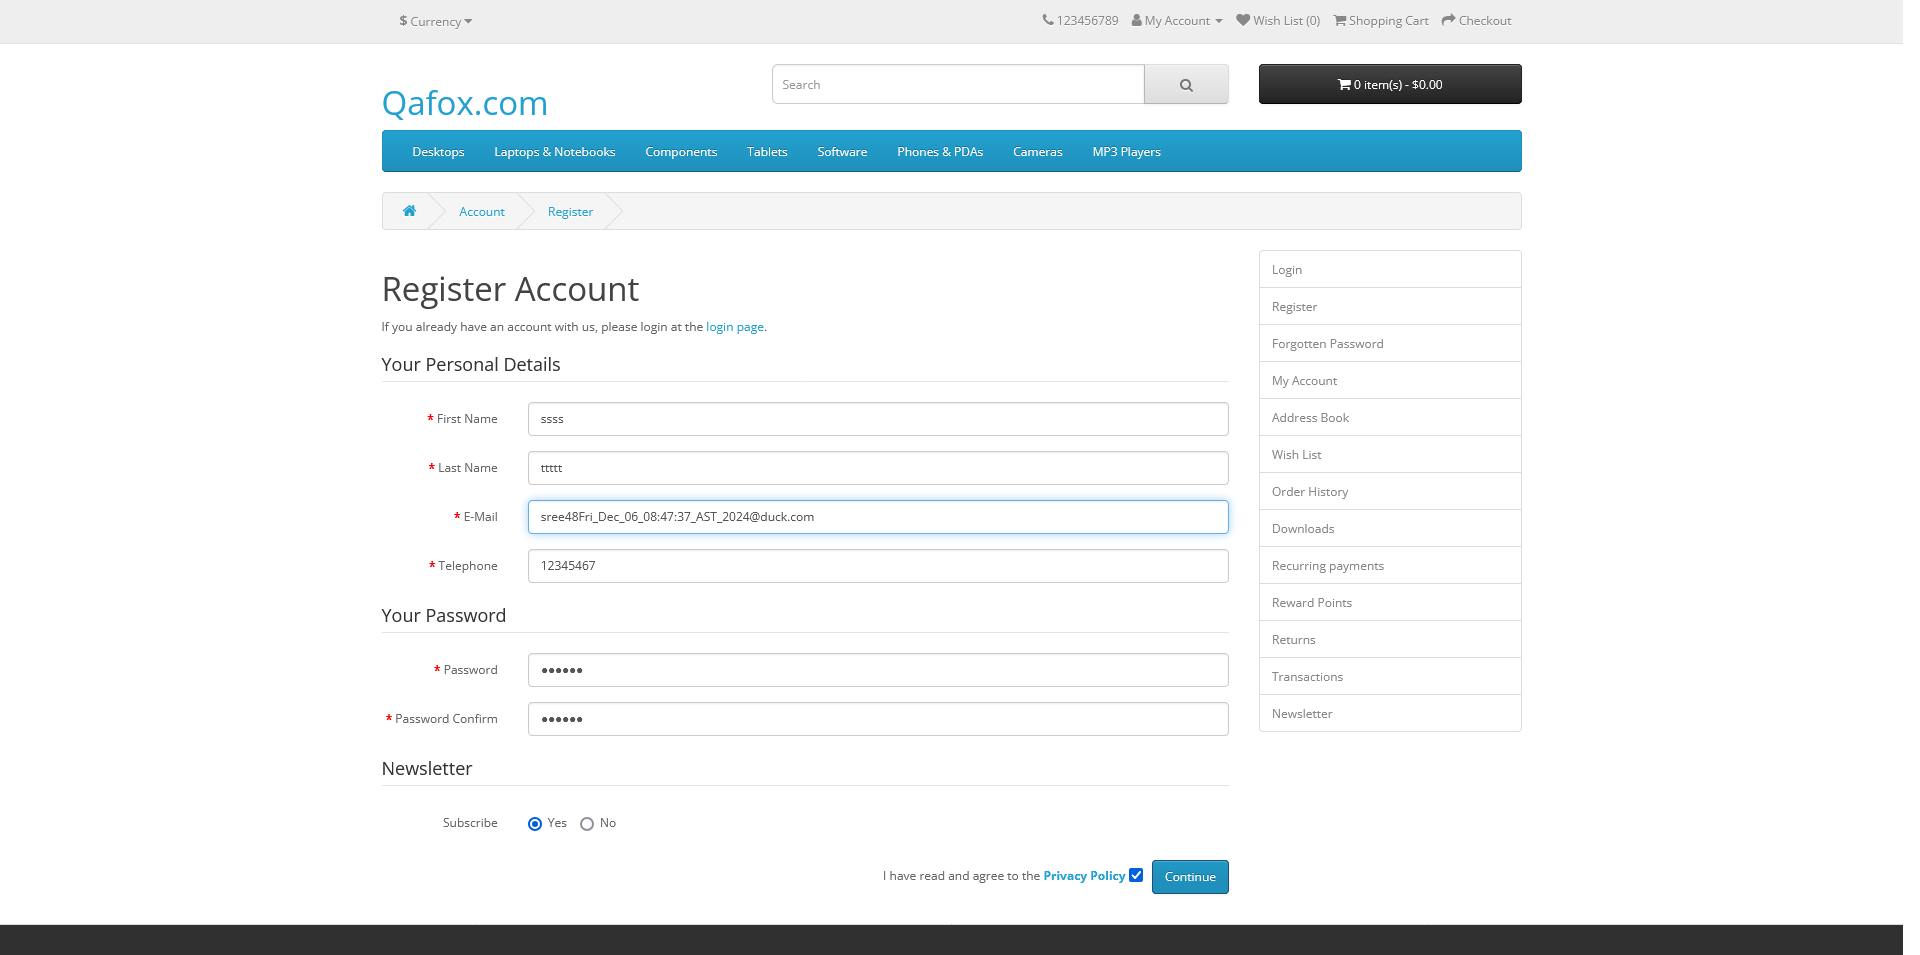 $ Currency
123456789 My Account Wish List (0) Shopping Cart Checkout
Qafox.com
Search
0 item(s) - $0.00
Desktops Laptops & Notebooks Components Tablets Software Phones & PDAs Cameras MP3 Players
Account Register
Register Account
If you already have an account with us, please login at the login page.
Your Personal Details
* First Name ssss
* Last Name ttttt
* E-Mail sree48Fri_Dec_06_08:47:37_AST_2024@duck.com
* Telephone 12345467
Your Password
* Password ••••••
* Password Confirm ••••••
Newsletter
Subscribe Yes No
I have read and agree to the Privacy Policy Continue
Login
Register
Forgotten Password
My Account
Address Book
Wish List
Order History
Downloads
Recurring payments
Reward Points
Returns
Transactions
Newsletter